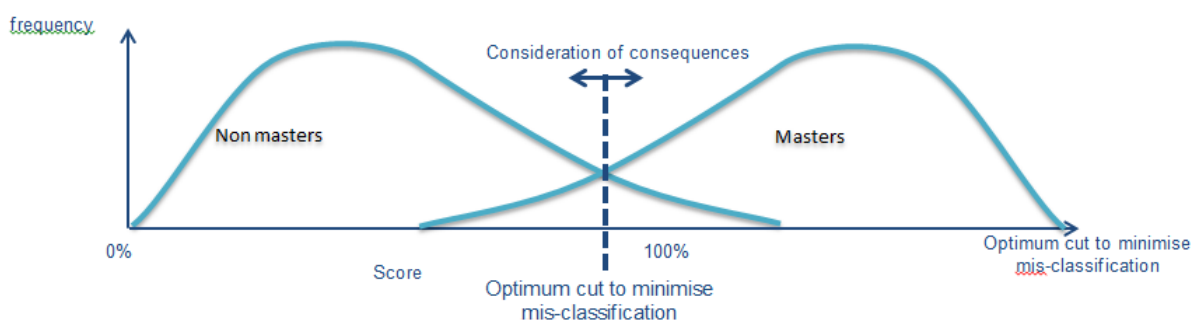 frequency
Consideration of consequences
Non masters
Masters
0%
100%
Score
Optimum cut to minimise
mis-classification
Optimum cut to minimise
mis-classification